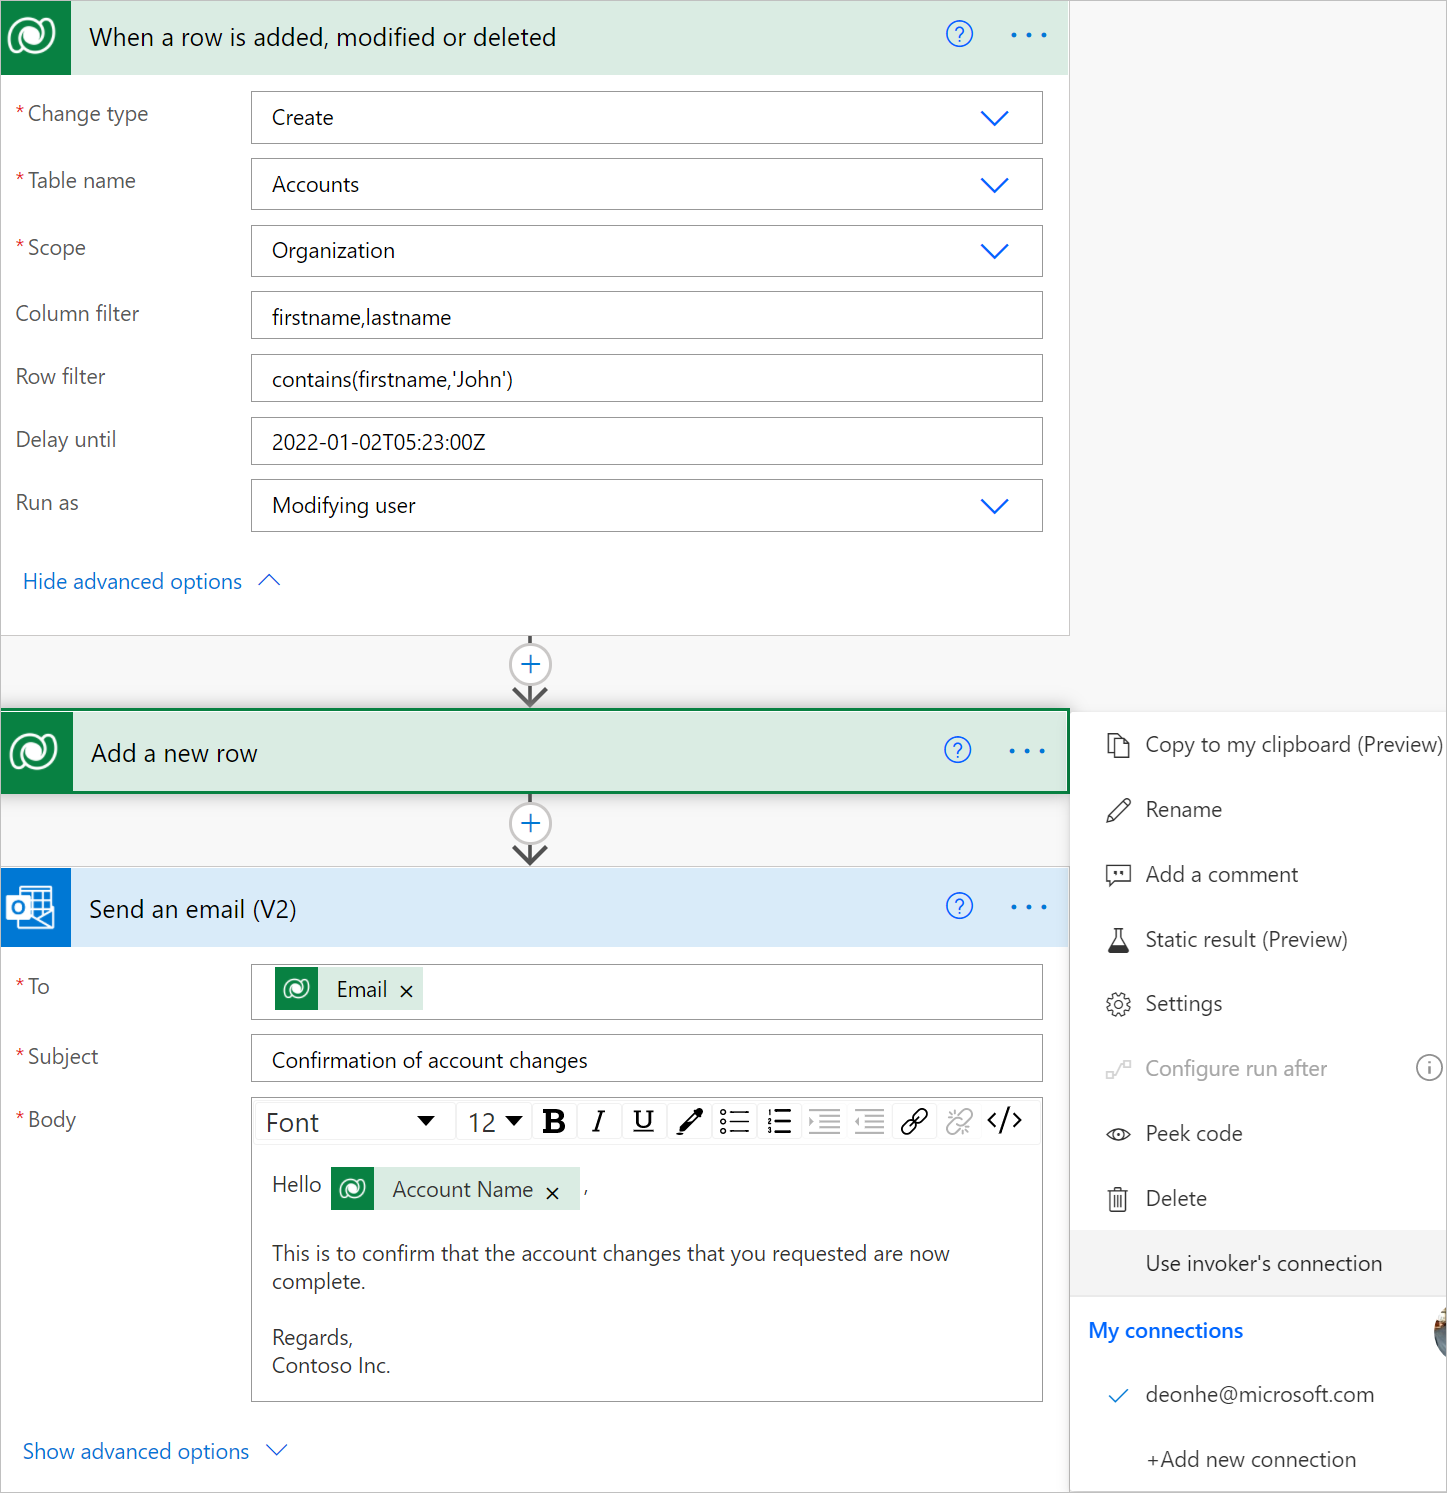 When a row is added, modified or deleted
* Change type
Create
* Table name
Accounts
* Scope
Organization
Column filter
firstname,lastname
Row filter
contains(firstname,'John')
Delay until
2022-01-02T05:23:00Z
Run as
Modifying user
Hide advanced options
Add a new row
Send an email (V2)
* To
Email ×
* Subject
Confirmation of account changes
* Body
Font 12 B I U </>
Hello Account Name × ,
This is to confirm that the account changes that you requested are now
complete.
Regards,
Contoso Inc.
Show advanced options
Copy to my clipboard (Preview)
Rename
Add a comment
Static result (Preview)
Settings
Configure run after
Peek code
Delete
Use invoker's connection
My connections
deonhe@microsoft.com
+Add new connection